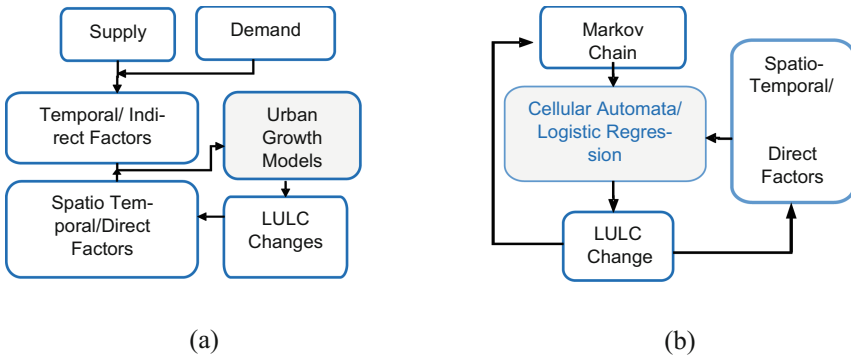 Supply
Demand
Temporal/ Indi-
rect Factors
Urban
Growth
Models
Spatio Tem-
poral/Direct
Factors
LULC
Changes
(a)
Markov
Chain
Cellular Automata/
Logistic Regres-
sion
Spatio-
Temporal/
Direct
Factors
LULC
Change
(b)